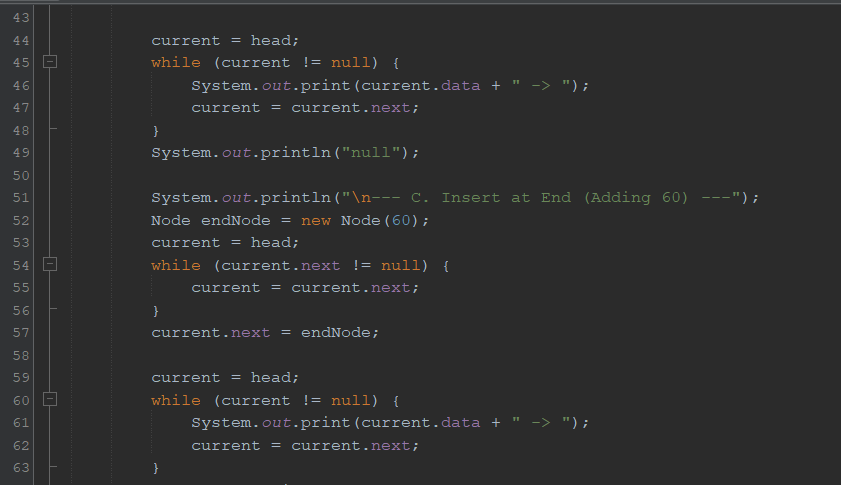 43
44 current = head;
45 while (current != null) {
46 System.out.print(current.data + " -> ");
47 current = current.next;
48 }
49 System.out.println("null");
50
51 System.out.println("\n--- C. Insert at End (Adding 60) ---");
52 Node endNode = new Node(60);
53 current = head;
54 while (current.next != null) {
55 current = current.next;
56 }
57 current.next = endNode;
58
59 current = head;
60 while (current != null) {
61 System.out.print(current.data + " -> ");
62 current = current.next;
63 }